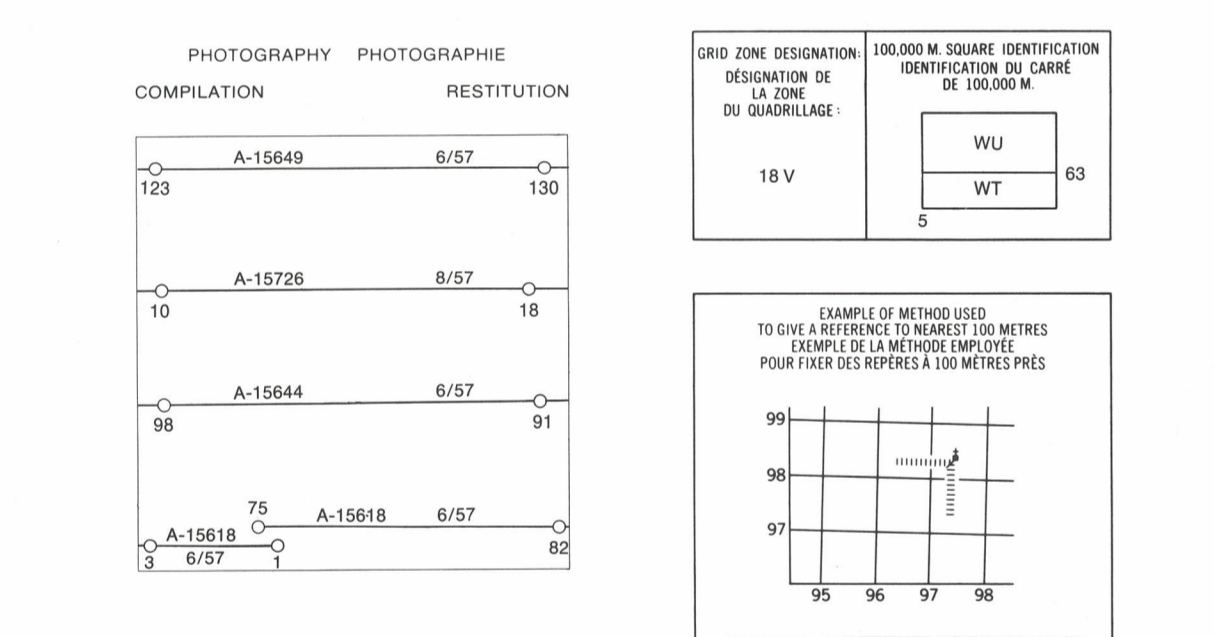 PHOTOGRAPHY PHOTOGRAPHIE
COMPILATION RESTITUTION
A-15649 6/57
123 130
A-15726 8/57
10 18
A-15644 6/57
98 91
75
A-15618 6/57
A-15618
6/57
3 1 82
GRID ZONE DESIGNATION:
DÉSIGNATION DE
LA ZONE
DU QUADRILLAGE :
18 V
100,000 M. SQUARE IDENTIFICATION
IDENTIFICATION DU CARRÉ
DE 100,000 M.
WU
WT
63
5
EXAMPLE OF METHOD USED
TO GIVE A REFERENCE TO NEAREST 100 METRES
EXEMPLE DE LA MÉTHODE EMPLOYÉE
POUR FIXER DES REPÈRES À 100 MÈTRES PRÈS
99
98
97
95 96 97 98